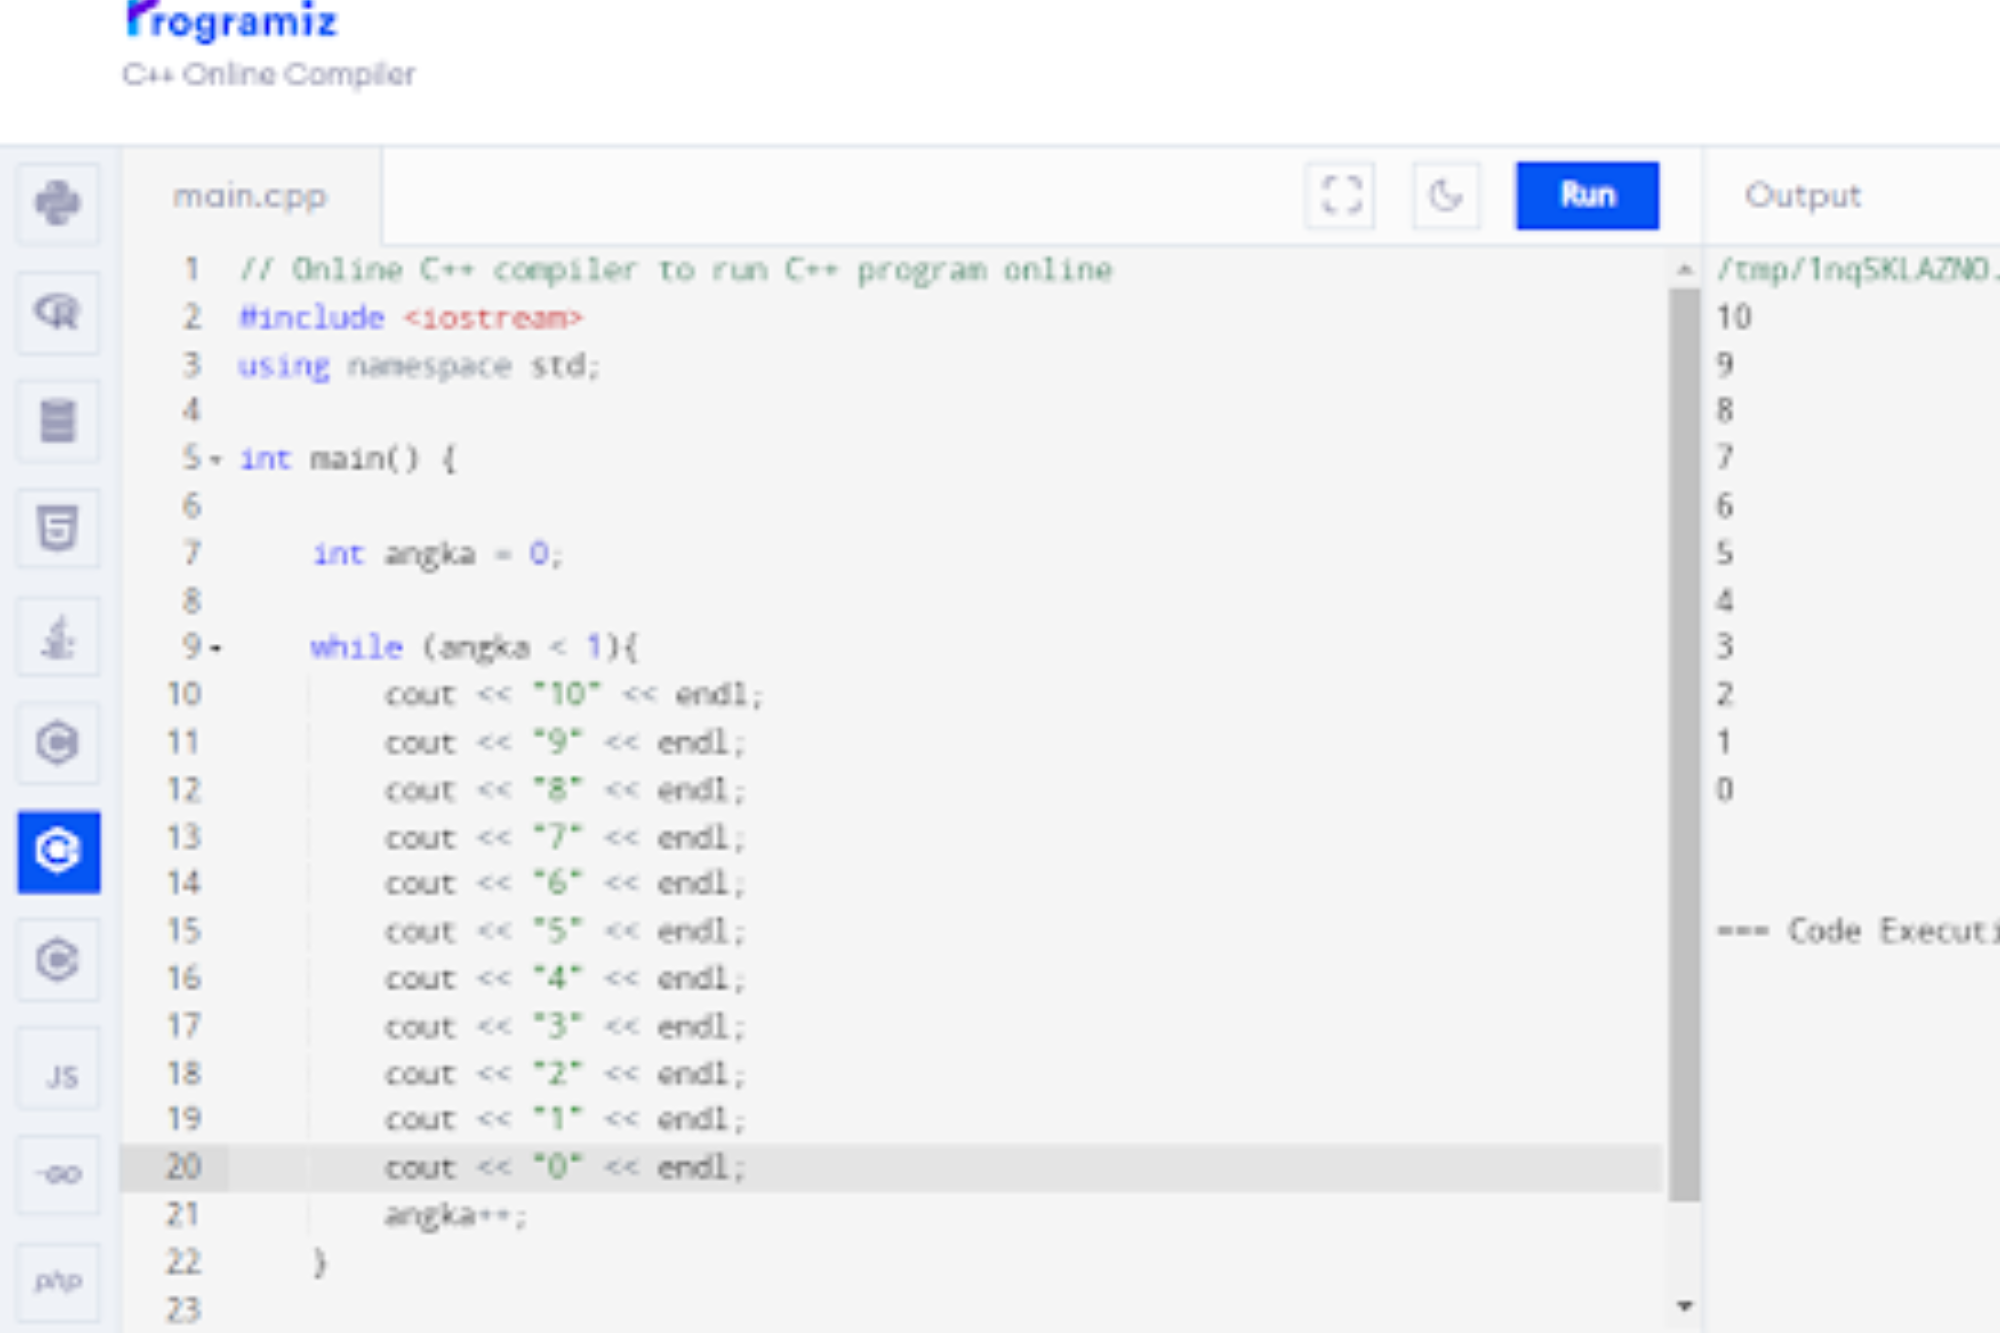 Programiz
C++ Online Compiler
main.cpp
Run
Output
1 // Online C++ compiler to run C++ program online
2 #include <iostream>
3 using namespace std;
4
5 int main() {
6
7 int angka = 0;
8
9 while (angka < 1){
10 cout << "10" << endl;
11 cout << "9" << endl;
12 cout << "8" << endl;
13 cout << "7" << endl;
14 cout << "6" << endl;
15 cout << "5" << endl;
16 cout << "4" << endl;
17 cout << "3" << endl;
18 cout << "2" << endl;
19 cout << "1" << endl;
20 cout << "0" << endl;
21 angka++;
22 }
23
/tmp/1nq5KLAZNO.
10
9
8
7
6
5
4
3
2
1
0
=== Code Executi
JS
GO
php